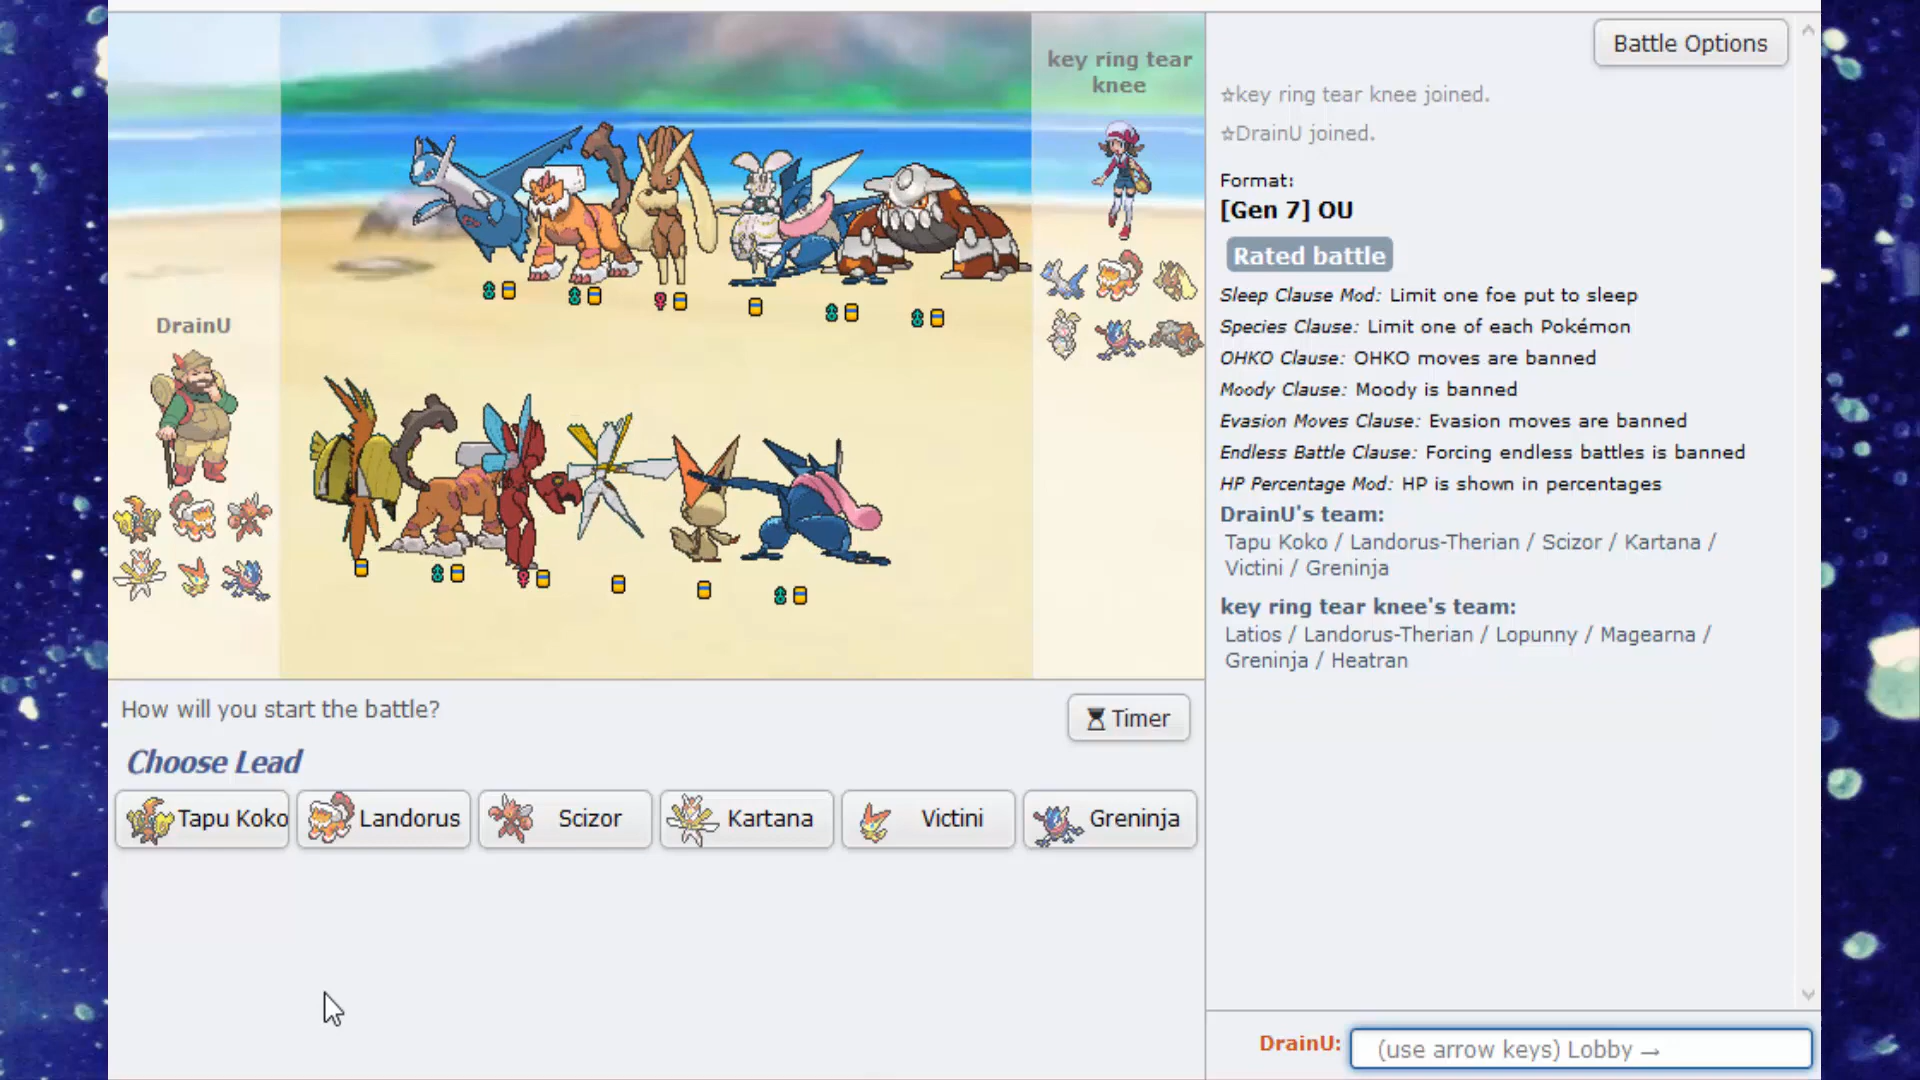 key ring tear
knee
DrainU
How will you start the battle?
Timer
Choose Lead
Tapu Koko
Landorus
Scizor
Kartana
Victini
Greninja
Battle Options
☆key ring tear knee joined.
☆DrainU joined.
Format:
[Gen 7] OU
Rated battle
Sleep Clause Mod: Limit one foe put to sleep
Species Clause: Limit one of each Pokémon
OHKO Clause: OHKO moves are banned
Moody Clause: Moody is banned
Evasion Moves Clause: Evasion moves are banned
Endless Battle Clause: Forcing endless battles is banned
HP Percentage Mod: HP is shown in percentages
DrainU's team:
Tapu Koko / Landorus-Therian / Scizor / Kartana /
Victini / Greninja
key ring tear knee's team:
Latios / Landorus-Therian / Lopunny / Magearna /
Greninja / Heatran
DrainU:
(use arrow keys) Lobby →